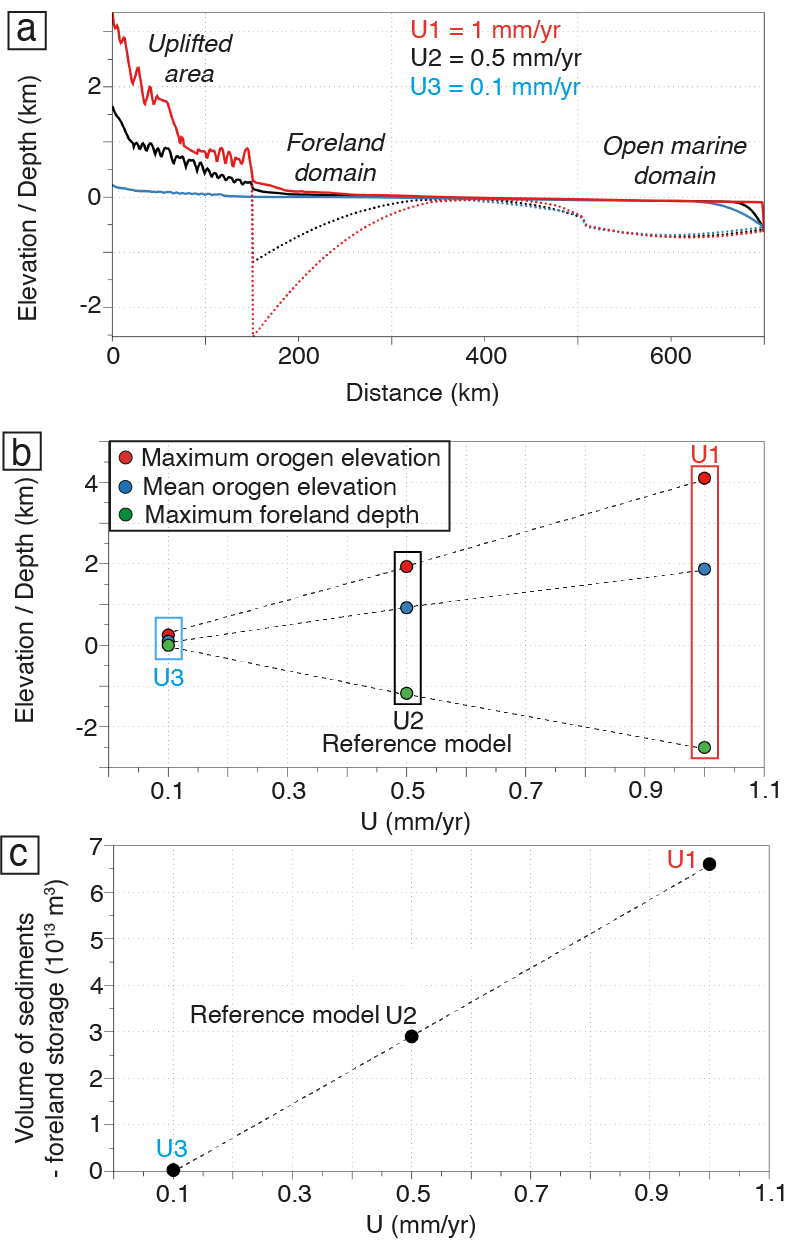 a
Elevation / Depth (km)
2
0
-2
Uplifted
area
Foreland
domain
Open marine
domain
U1 = 1 mm/yr
U2 = 0.5 mm/yr
U3 = 0.1 mm/yr
0 200 400 600
Distance (km)
b
Elevation / Depth (km)
4
2
0
-2
Maximum orogen elevation
Mean orogen elevation
Maximum foreland depth
U1
U3
U2
Reference model
0.1 0.3 0.5 0.7 0.9 1.1
U (mm/yr)
c
Volume of sediments
- foreland storage (10¹³ m³)
7
6
5
4
3
2
1
0
U1
Reference model U2
U3
0.1 0.3 0.5 0.7 0.9 1.1
U (mm/yr)